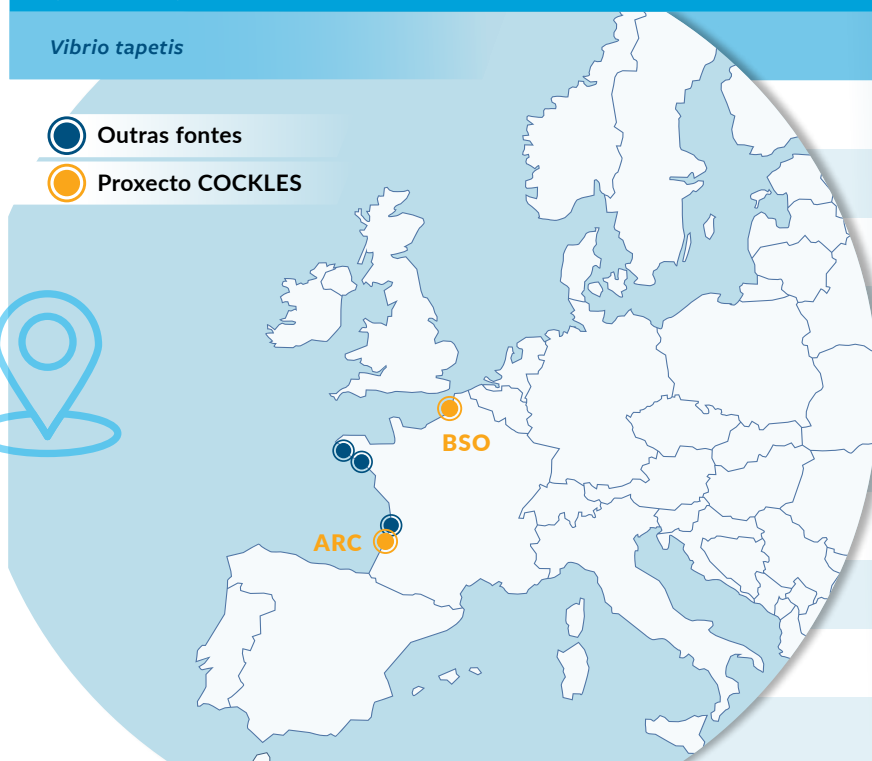 Vibrio tapetis
Outras fontes
Proxecto COCKLES
BSO
ARC